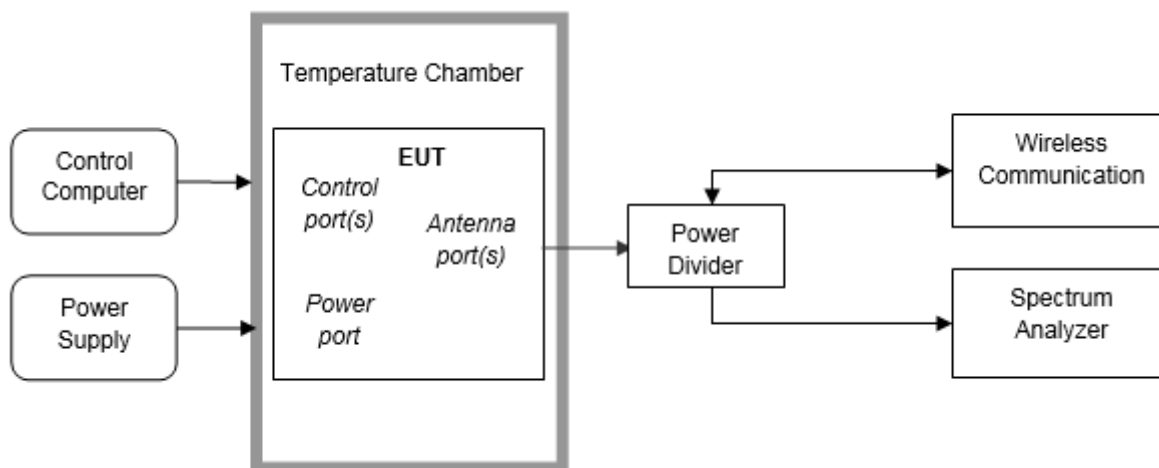 Temperature Chamber
Control
Computer
Power
Supply
EUT
Control
port(s)
Antenna
port(s)
Power
port
Power
Divider
Wireless
Communication
Spectrum
Analyzer